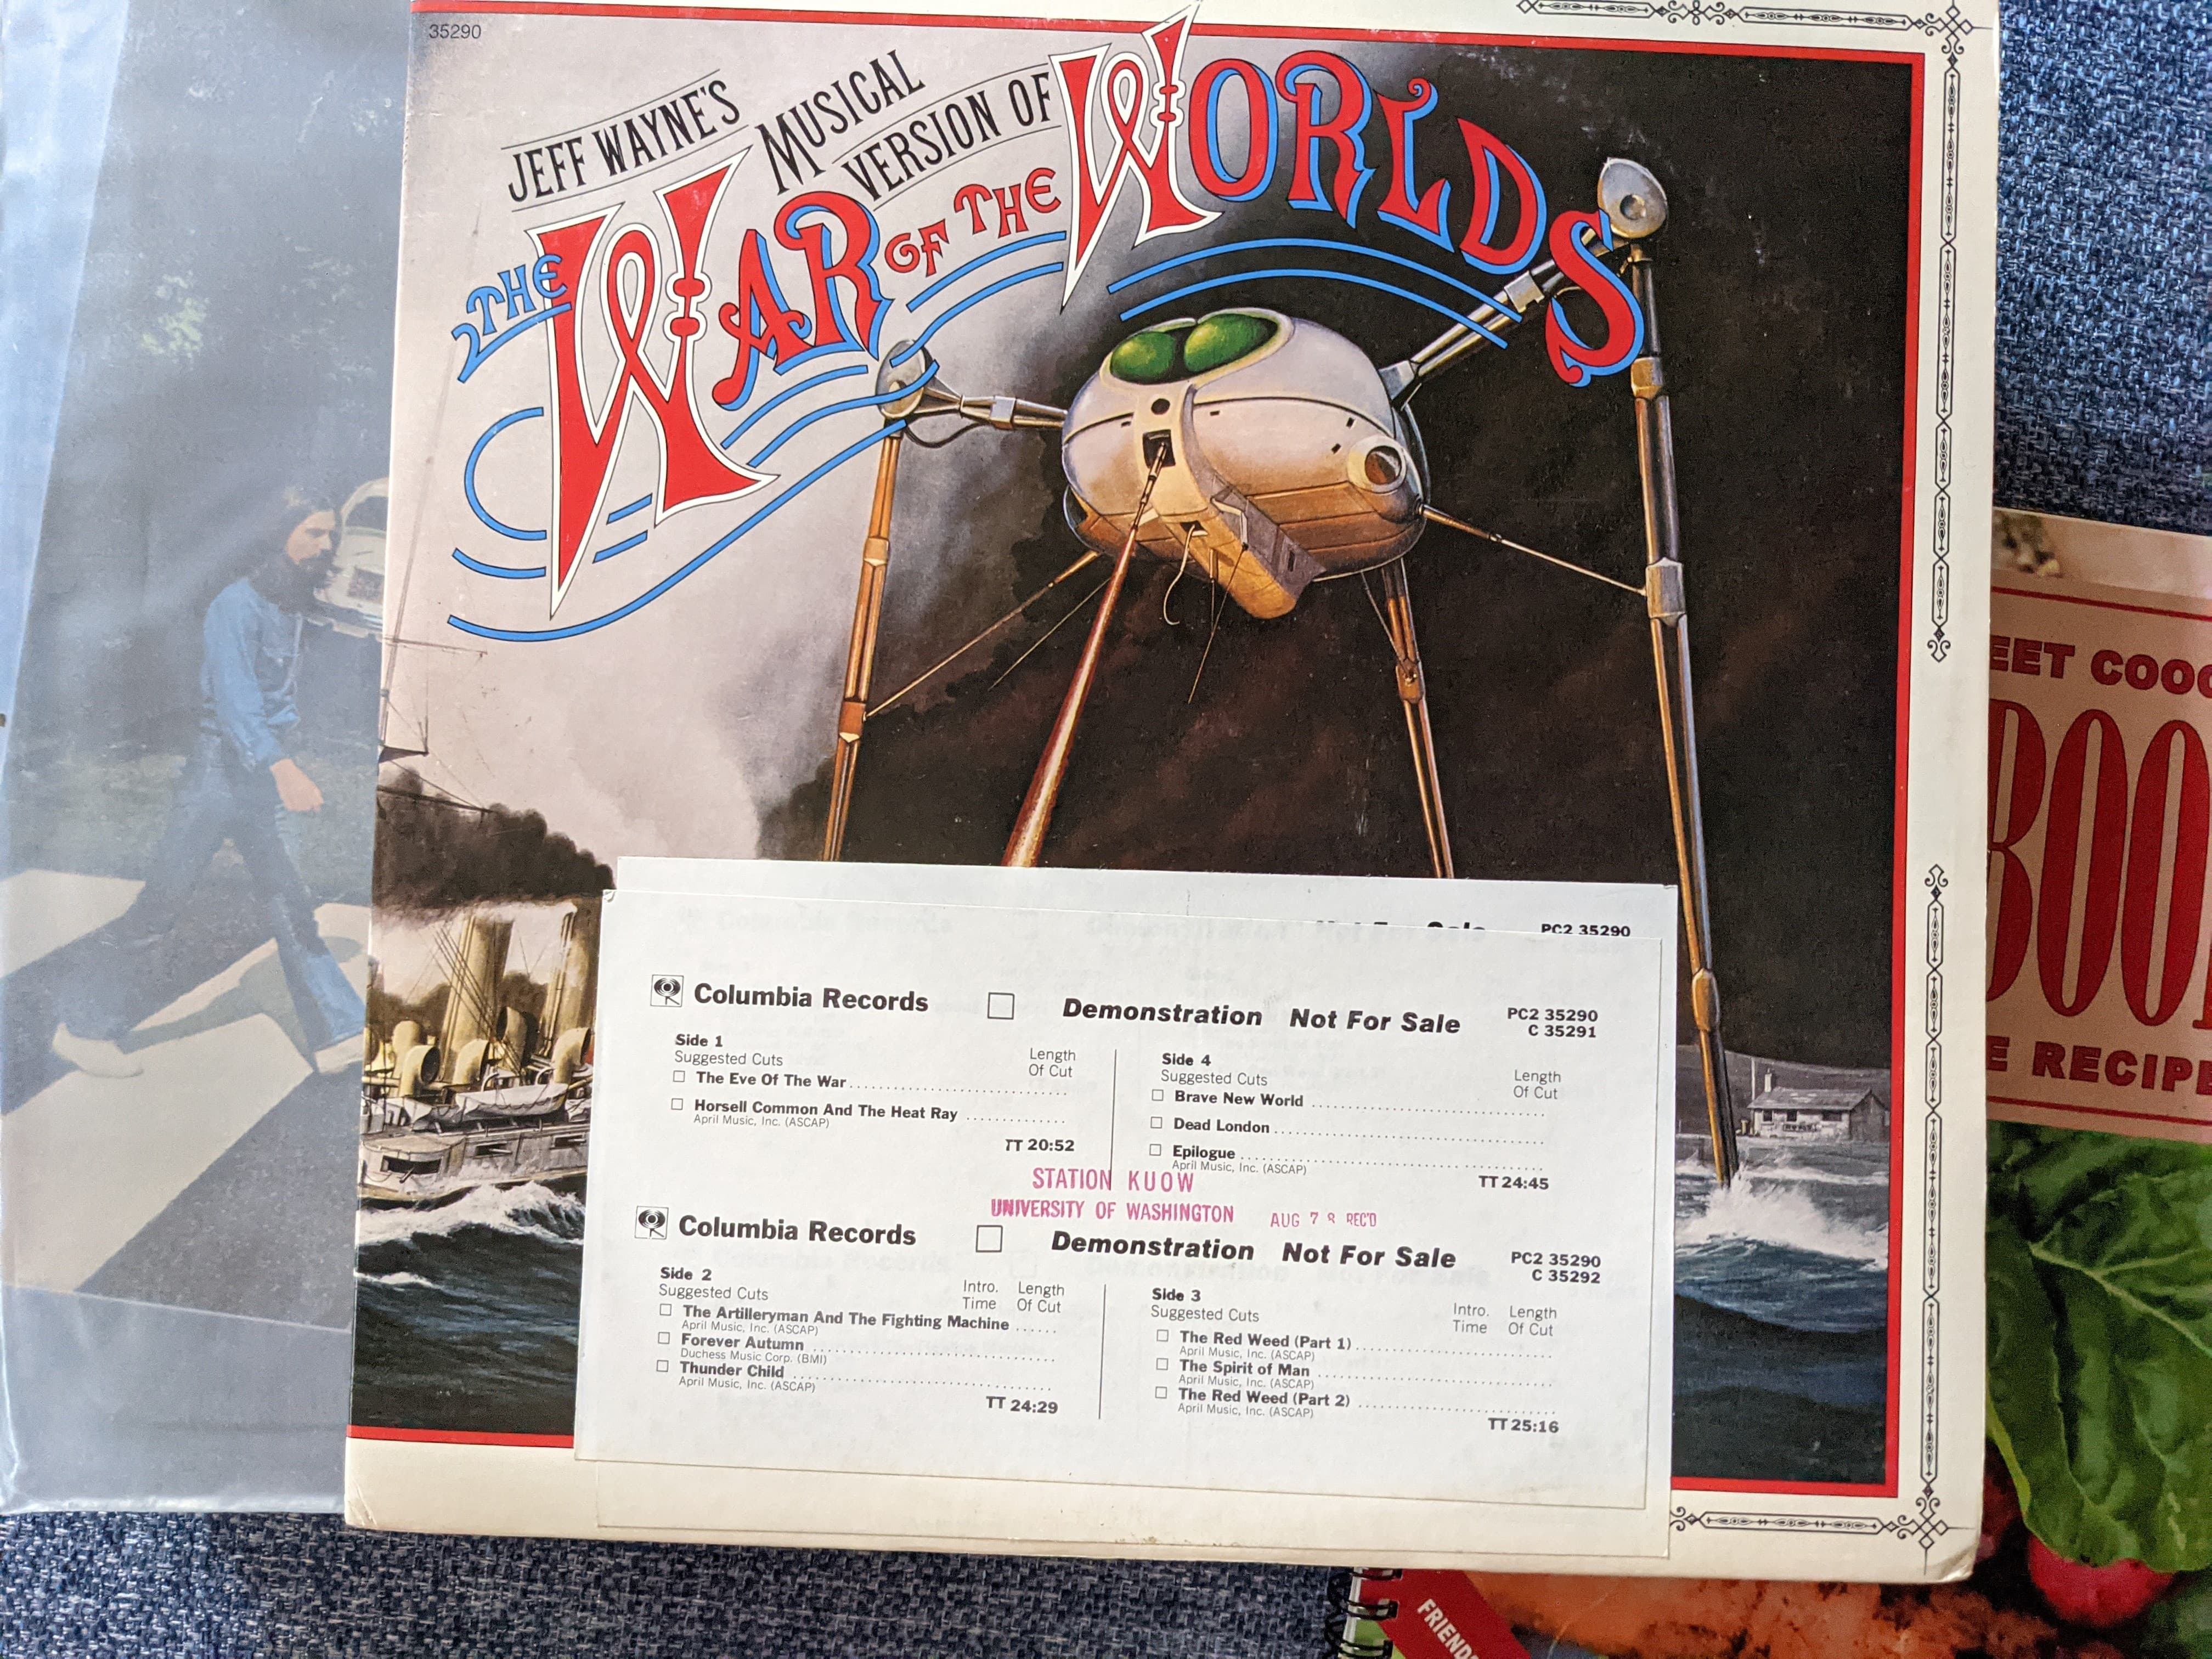 35290
JEFF WAYNE'S
MUSICAL
VERSION OF
THE WAR OF THE WORLDS
PC2 35290
Columbia Records Demonstration Not For Sale PC2 35290
C 35291
Side 1
Suggested Cuts Length Of Cut
The Eve Of The War
Horsell Common And The Heat Ray
April Music, Inc. (ASCAP)
TT 20:52
Side 4
Suggested Cuts Length Of Cut
Brave New World
Dead London
Epilogue
April Music, Inc. (ASCAP)
TT 24:45
STATION KUOW
UNIVERSITY OF WASHINGTON AUG 78 REC'D
Columbia Records Demonstration Not For Sale PC2 35290
C 35292
Side 2
Suggested Cuts Intro. Time Length Of Cut
The Artilleryman And The Fighting Machine
April Music, Inc. (ASCAP)
Forever Autumn
Duchess Music Corp. (BMI)
Thunder Child
April Music, Inc. (ASCAP)
TT 24:29
Side 3
Suggested Cuts Intro. Time Length Of Cut
The Red Weed (Part 1)
April Music, Inc. (ASCAP)
The Spirit of Man
April Music, Inc. (ASCAP)
The Red Weed (Part 2)
April Music, Inc. (ASCAP)
TT 25:16
EET COO
BOO
E RECIP
FRIEND